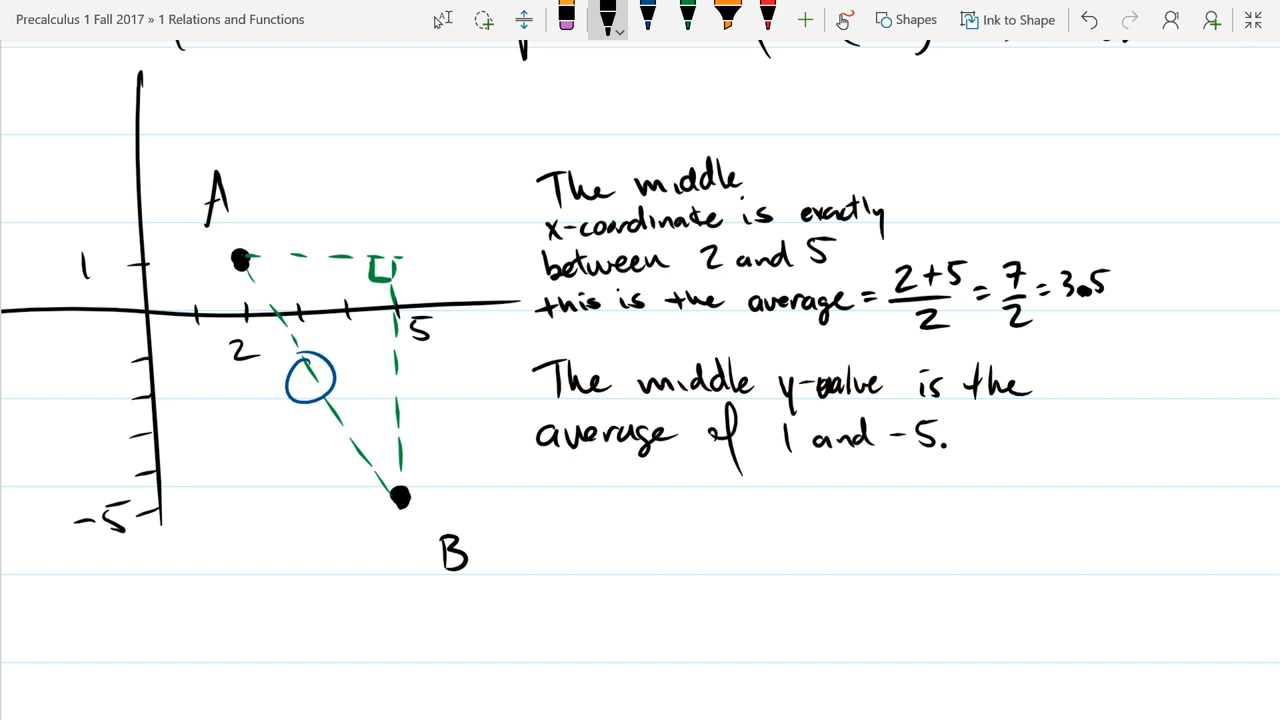 Precalculus 1 Fall 2017 » 1 Relations and Functions
Shapes
Ink to Shape
A
1
2
5
-5
B
The middle
x-coordinate is exactly
between 2 and 5
this is the average = 2+5/2 = 7/2 = 3.5
The middle y-valve is the
average of 1 and -5.